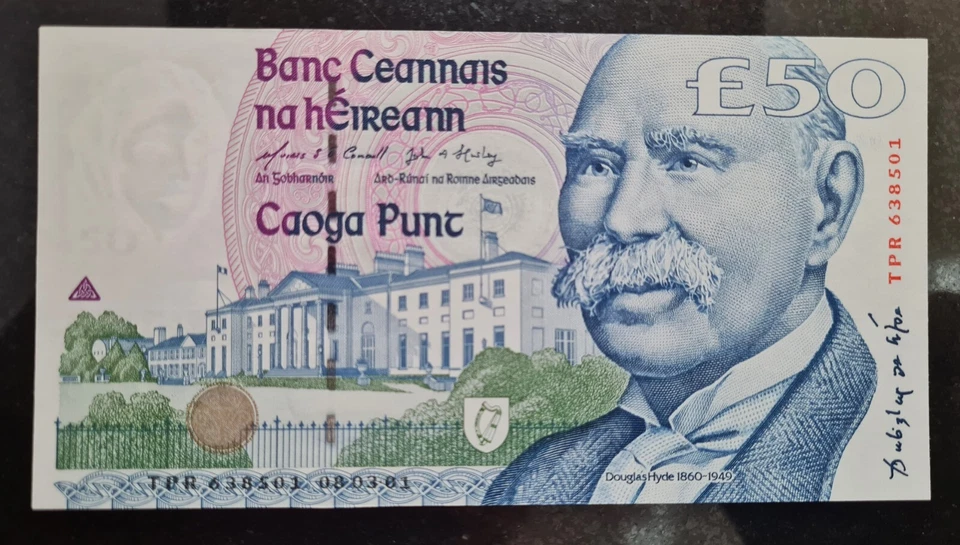 Banc Ceannais
na hÉireann
£50
An Gobharnóir Ard-Rúnaí na Roinne Airgeadais
Caoga Punt
TPR 638501
Douglas Hyde 1860-1949
TPR 638501 080301